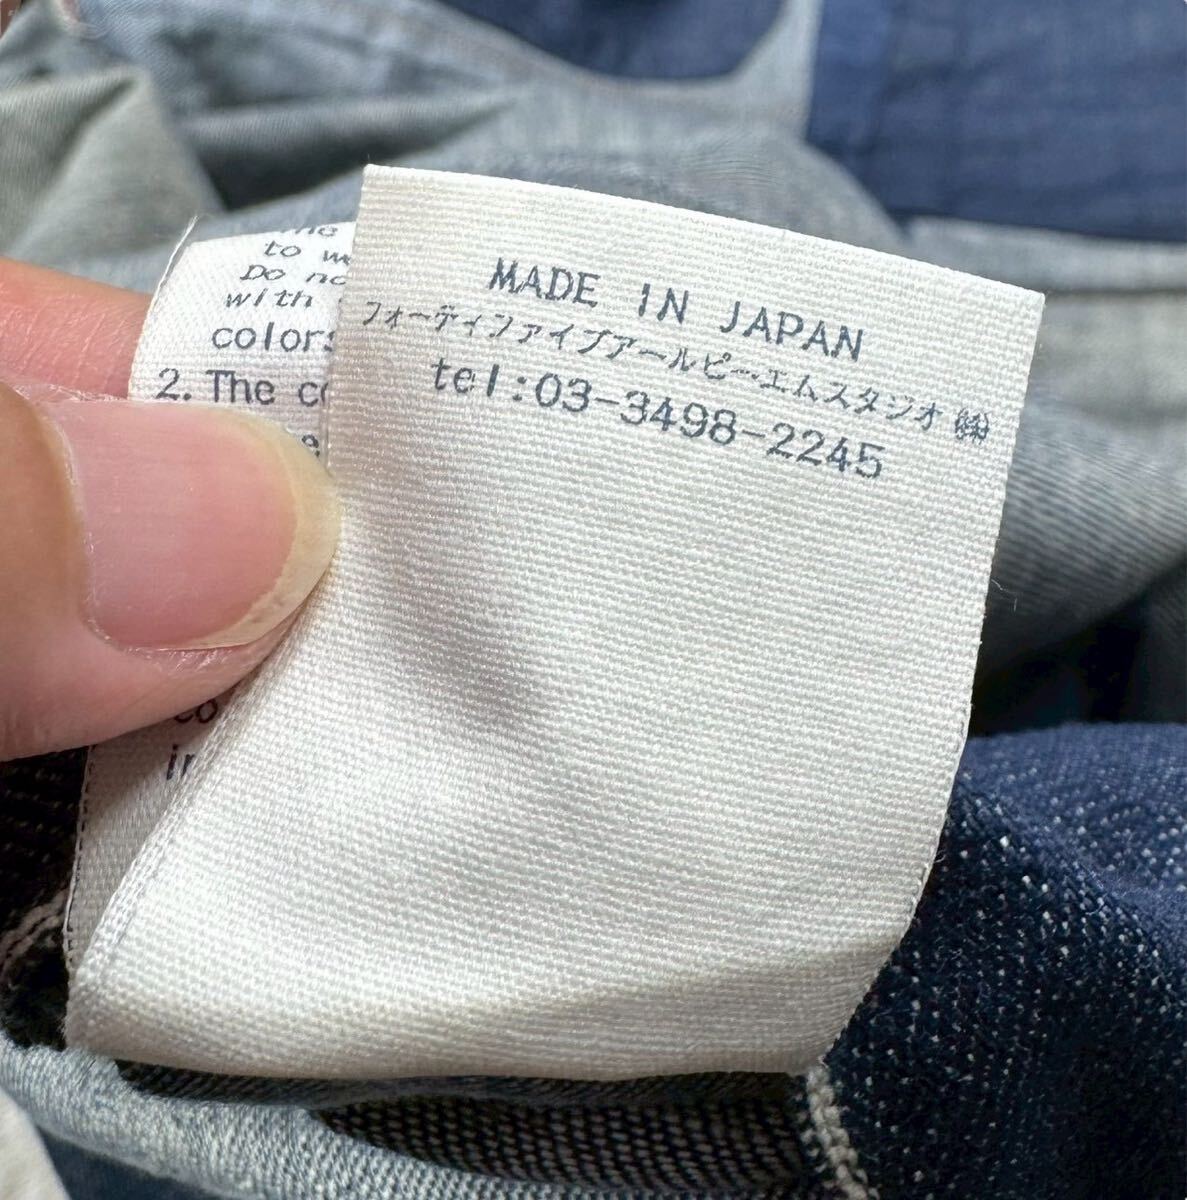 to
Do
with
colors
2. The
MADE IN JAPAN
フォーティファイブアールピーエムスタジオ ㈱
tel:03-3498-2245